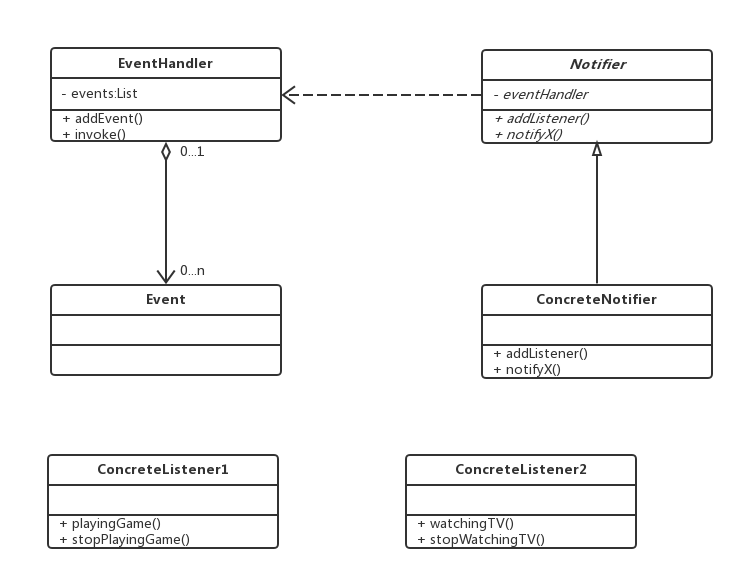 EventHandler
- events:List
+ addEvent()
+ invoke()
Notifier
- eventHandler
+ addListener()
+ notifyX()
0...1
0...n
Event
ConcreteNotifier
+ addListener()
+ notifyX()
ConcreteListener1
+ playingGame()
+ stopPlayingGame()
ConcreteListener2
+ watchingTV()
+ stopWatchingTV()